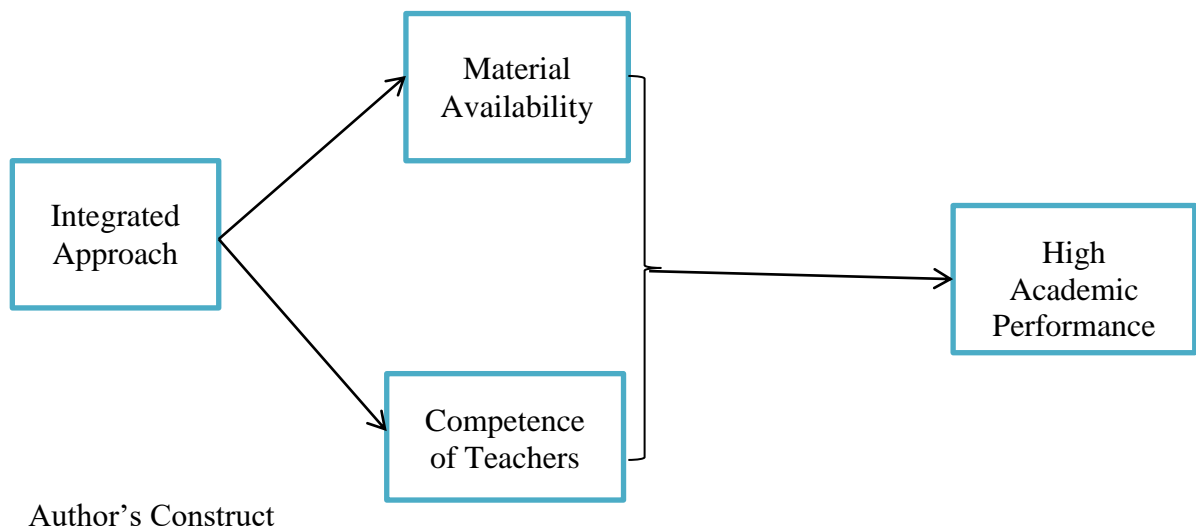 Material
Availability
Integrated
Approach
High
Academic
Performance
Competence
of Teachers
Author’s Construct